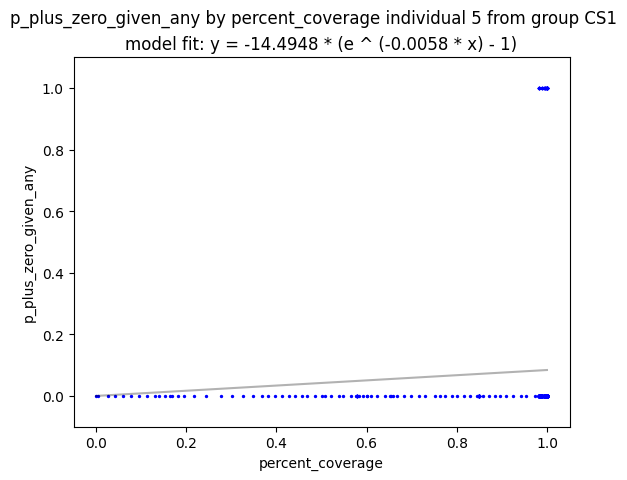 p_plus_zero_given_any by percent_coverage individual 5 from group CS1
model fit: y = -14.4948 * (e ^ (-0.0058 * x) - 1)
1.0
0.8
0.6
0.4
0.2
0.0
p_plus_zero_given_any
0.0 0.2 0.4 0.6 0.8 1.0
percent_coverage